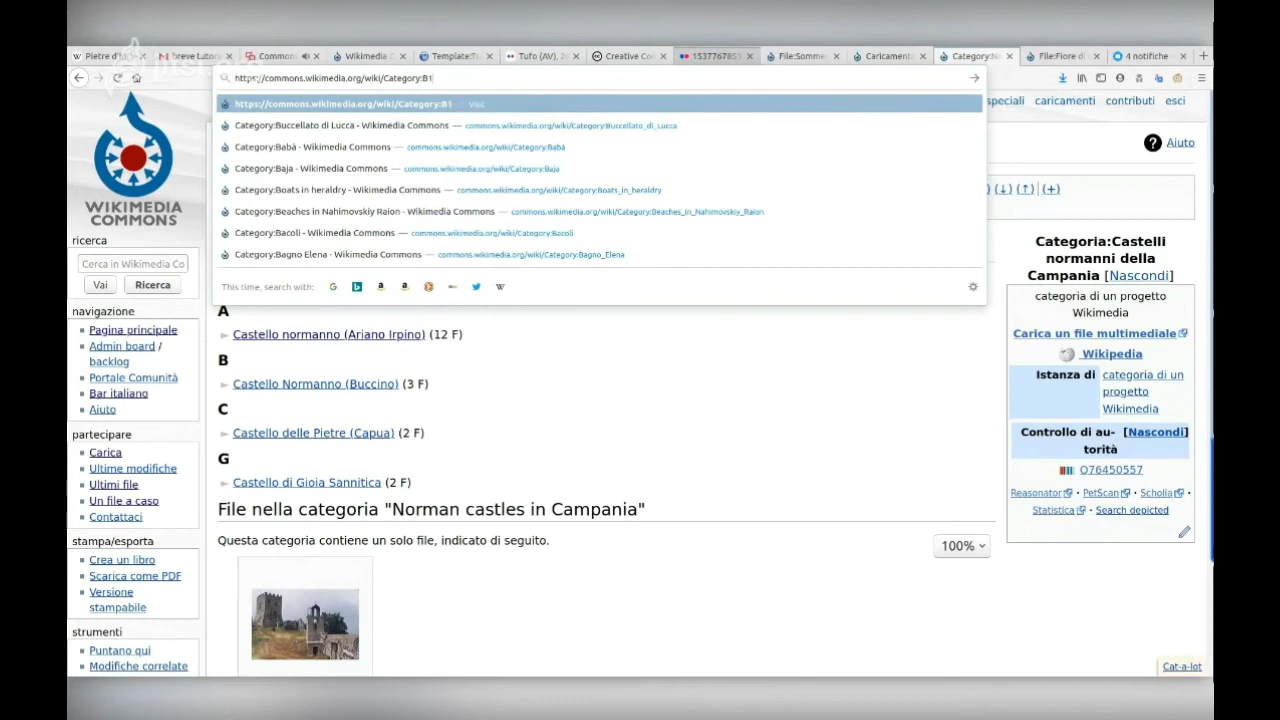 Pietre d'I
breve Lutora
Commons
Wikimedia C
Template:T
Tufo (AV), 2
Creative Co
1537767853
File:Somme
Caricament
Category:N
File:Fiore d
4 notifiche
https://commons.wikimedia.org/wiki/Category:B1
https://commons.wikimedia.org/wiki/Category:B1 — Visit
Category:Buccellato di Lucca - Wikimedia Commons — commons.wikimedia.org/wiki/Category:Buccellato_di_Lucca
Category:Babà - Wikimedia Commons — commons.wikimedia.org/wiki/Category:Babà
Category:Baja - Wikimedia Commons — commons.wikimedia.org/wiki/Category:Baja
Category:Boats in heraldry - Wikimedia Commons — commons.wikimedia.org/wiki/Category:Boats_in_heraldry
Category:Beaches in Nahimovskiy Raion - Wikimedia Commons — commons.wikimedia.org/wiki/Category:Beaches_in_Nahimovskiy_Raion
Category:Bacoli - Wikimedia Commons — commons.wikimedia.org/wiki/Category:Bacoli
Category:Bagno Elena - Wikimedia Commons — commons.wikimedia.org/wiki/Category:Bagno_Elena
This time, search with:
speciali caricamenti contributi esci
Aiuto
(↓) (↑) (+)
WIKIMEDIA
COMMONS
ricerca
Cerca in Wikimedia Co
Vai Ricerca
navigazione
Pagina principale
Admin board /
backlog
Portale Comunità
Bar italiano
Aiuto
partecipare
Carica
Ultime modifiche
Ultimi file
Un file a caso
Contattaci
stampa/esporta
Crea un libro
Scarica come PDF
Versione
stampabile
strumenti
Puntano qui
Modifiche correlate
A
Castello normanno (Ariano Irpino) (12 F)
B
Castello Normanno (Buccino) (3 F)
C
Castello delle Pietre (Capua) (2 F)
G
Castello di Gioia Sannitica (2 F)
File nella categoria "Norman castles in Campania"
Questa categoria contiene un solo file, indicato di seguito.
100%
Categoria:Castelli
normanni della
Campania [Nascondi]
categoria di un progetto
Wikimedia
Carica un file multimediale
Wikipedia
Istanza di categoria di un
progetto
Wikimedia
Controllo di au- [Nascondi]
torità
Q76450557
Reasonator • PetScan • Scholia •
Statistica • Search depicted
Cat-a-lot